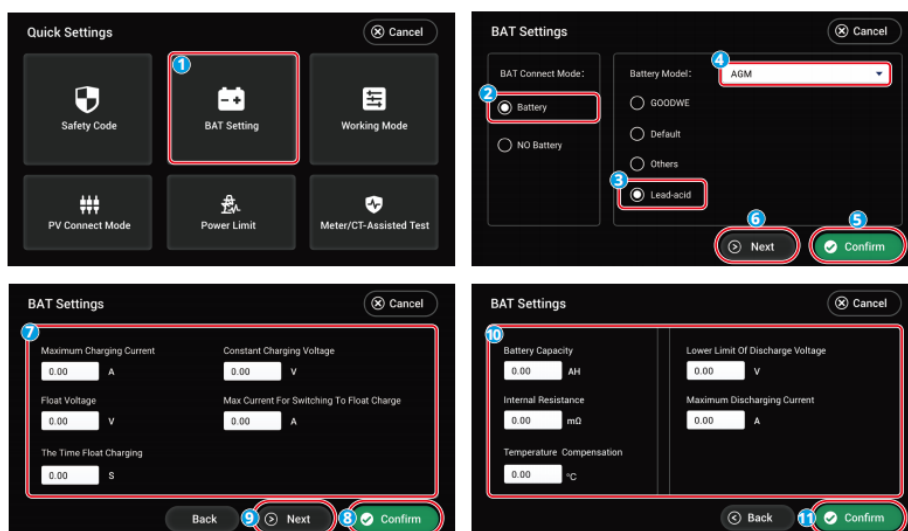 Quick Settings
Cancel
1
Safety Code
BAT Setting
Working Mode
PV Connect Mode
Power Limit
Meter/CT-Assisted Test
BAT Settings
Cancel
BAT Connect Mode:
Battery Model:
4
AGM
2
Battery
GOODWE
NO Battery
Default
Others
3
Lead-acid
6
5
Next
Confirm
BAT Settings
Cancel
7
Maximum Charging Current
Constant Charging Voltage
0.00 A
0.00 V
Float Voltage
Max Current For Switching To Float Charge
0.00 V
0.00 A
The Time Float Charging
0.00 S
Back
9
Next
8
Confirm
BAT Settings
Cancel
10
Battery Capacity
Lower Limit Of Discharge Voltage
0.00 AH
0.00 V
Internal Resistance
Maximum Discharging Current
0.00 mΩ
0.00 A
Temperature Compensation
0.00 °C
Back
11
Confirm